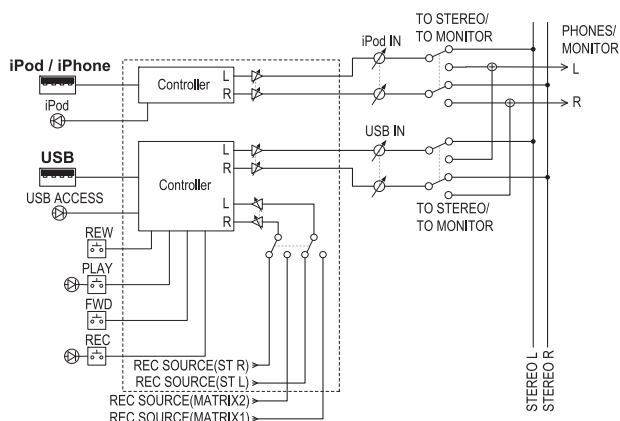 TO STEREO/
TO MONITOR
PHONES/
MONITOR
iPod IN
L
R
iPod / iPhone
Controller
L
R
iPod
USB IN
USB
Controller
L
R
L
R
USB ACCESS
TO STEREO/
TO MONITOR
REW
PLAY
FWD
REC
REC SOURCE(ST R)
REC SOURCE(ST L)
REC SOURCE(MATRIX2)
REC SOURCE(MATRIX1)
STEREO L
STEREO R